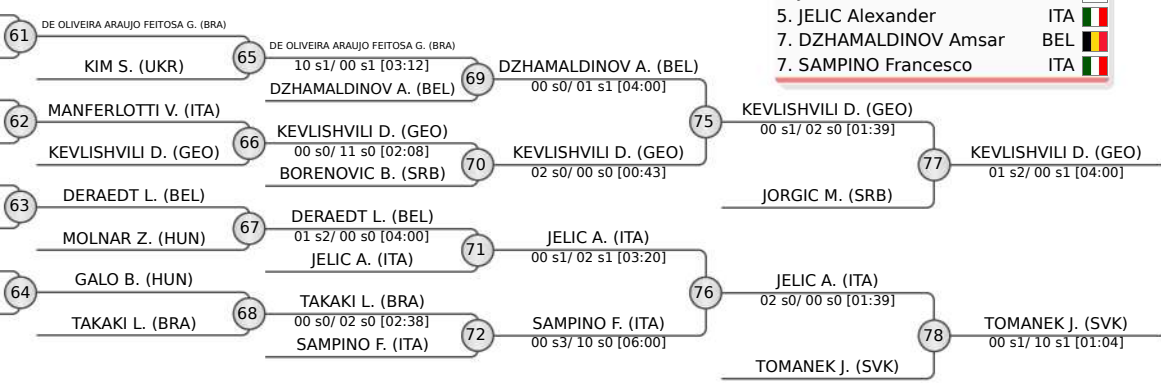 5. JELIC Alexander ITA
7. DZHAMALDINOV Amsar BEL
7. SAMPINO Francesco ITA
61
DE OLIVEIRA ARAUJO FEITOSA G. (BRA)
KIM S. (UKR)
62
MANFERLOTTI V. (ITA)
KEVLISHVILI D. (GEO)
63
DERAEDT L. (BEL)
MOLNAR Z. (HUN)
64
GALO B. (HUN)
TAKAKI L. (BRA)
65
DE OLIVEIRA ARAUJO FEITOSA G. (BRA)
10 s1/ 00 s1 [03:12]
DZHAMALDINOV A. (BEL)
66
KEVLISHVILI D. (GEO)
00 s0/ 11 s0 [02:08]
BORENOVIC B. (SRB)
67
DERAEDT L. (BEL)
01 s2/ 00 s0 [04:00]
JELIC A. (ITA)
68
TAKAKI L. (BRA)
00 s0/ 02 s0 [02:38]
SAMPINO F. (ITA)
69
DZHAMALDINOV A. (BEL)
00 s0/ 01 s1 [04:00]
70
KEVLISHVILI D. (GEO)
02 s0/ 00 s0 [00:43]
71
JELIC A. (ITA)
00 s1/ 02 s1 [03:20]
72
SAMPINO F. (ITA)
00 s3/ 10 s0 [06:00]
75
KEVLISHVILI D. (GEO)
00 s1/ 02 s0 [01:39]
JORGIC M. (SRB)
76
JELIC A. (ITA)
02 s0/ 00 s0 [01:39]
TOMANEK J. (SVK)
77
KEVLISHVILI D. (GEO)
01 s2/ 00 s1 [04:00]
78
TOMANEK J. (SVK)
00 s1/ 10 s1 [01:04]